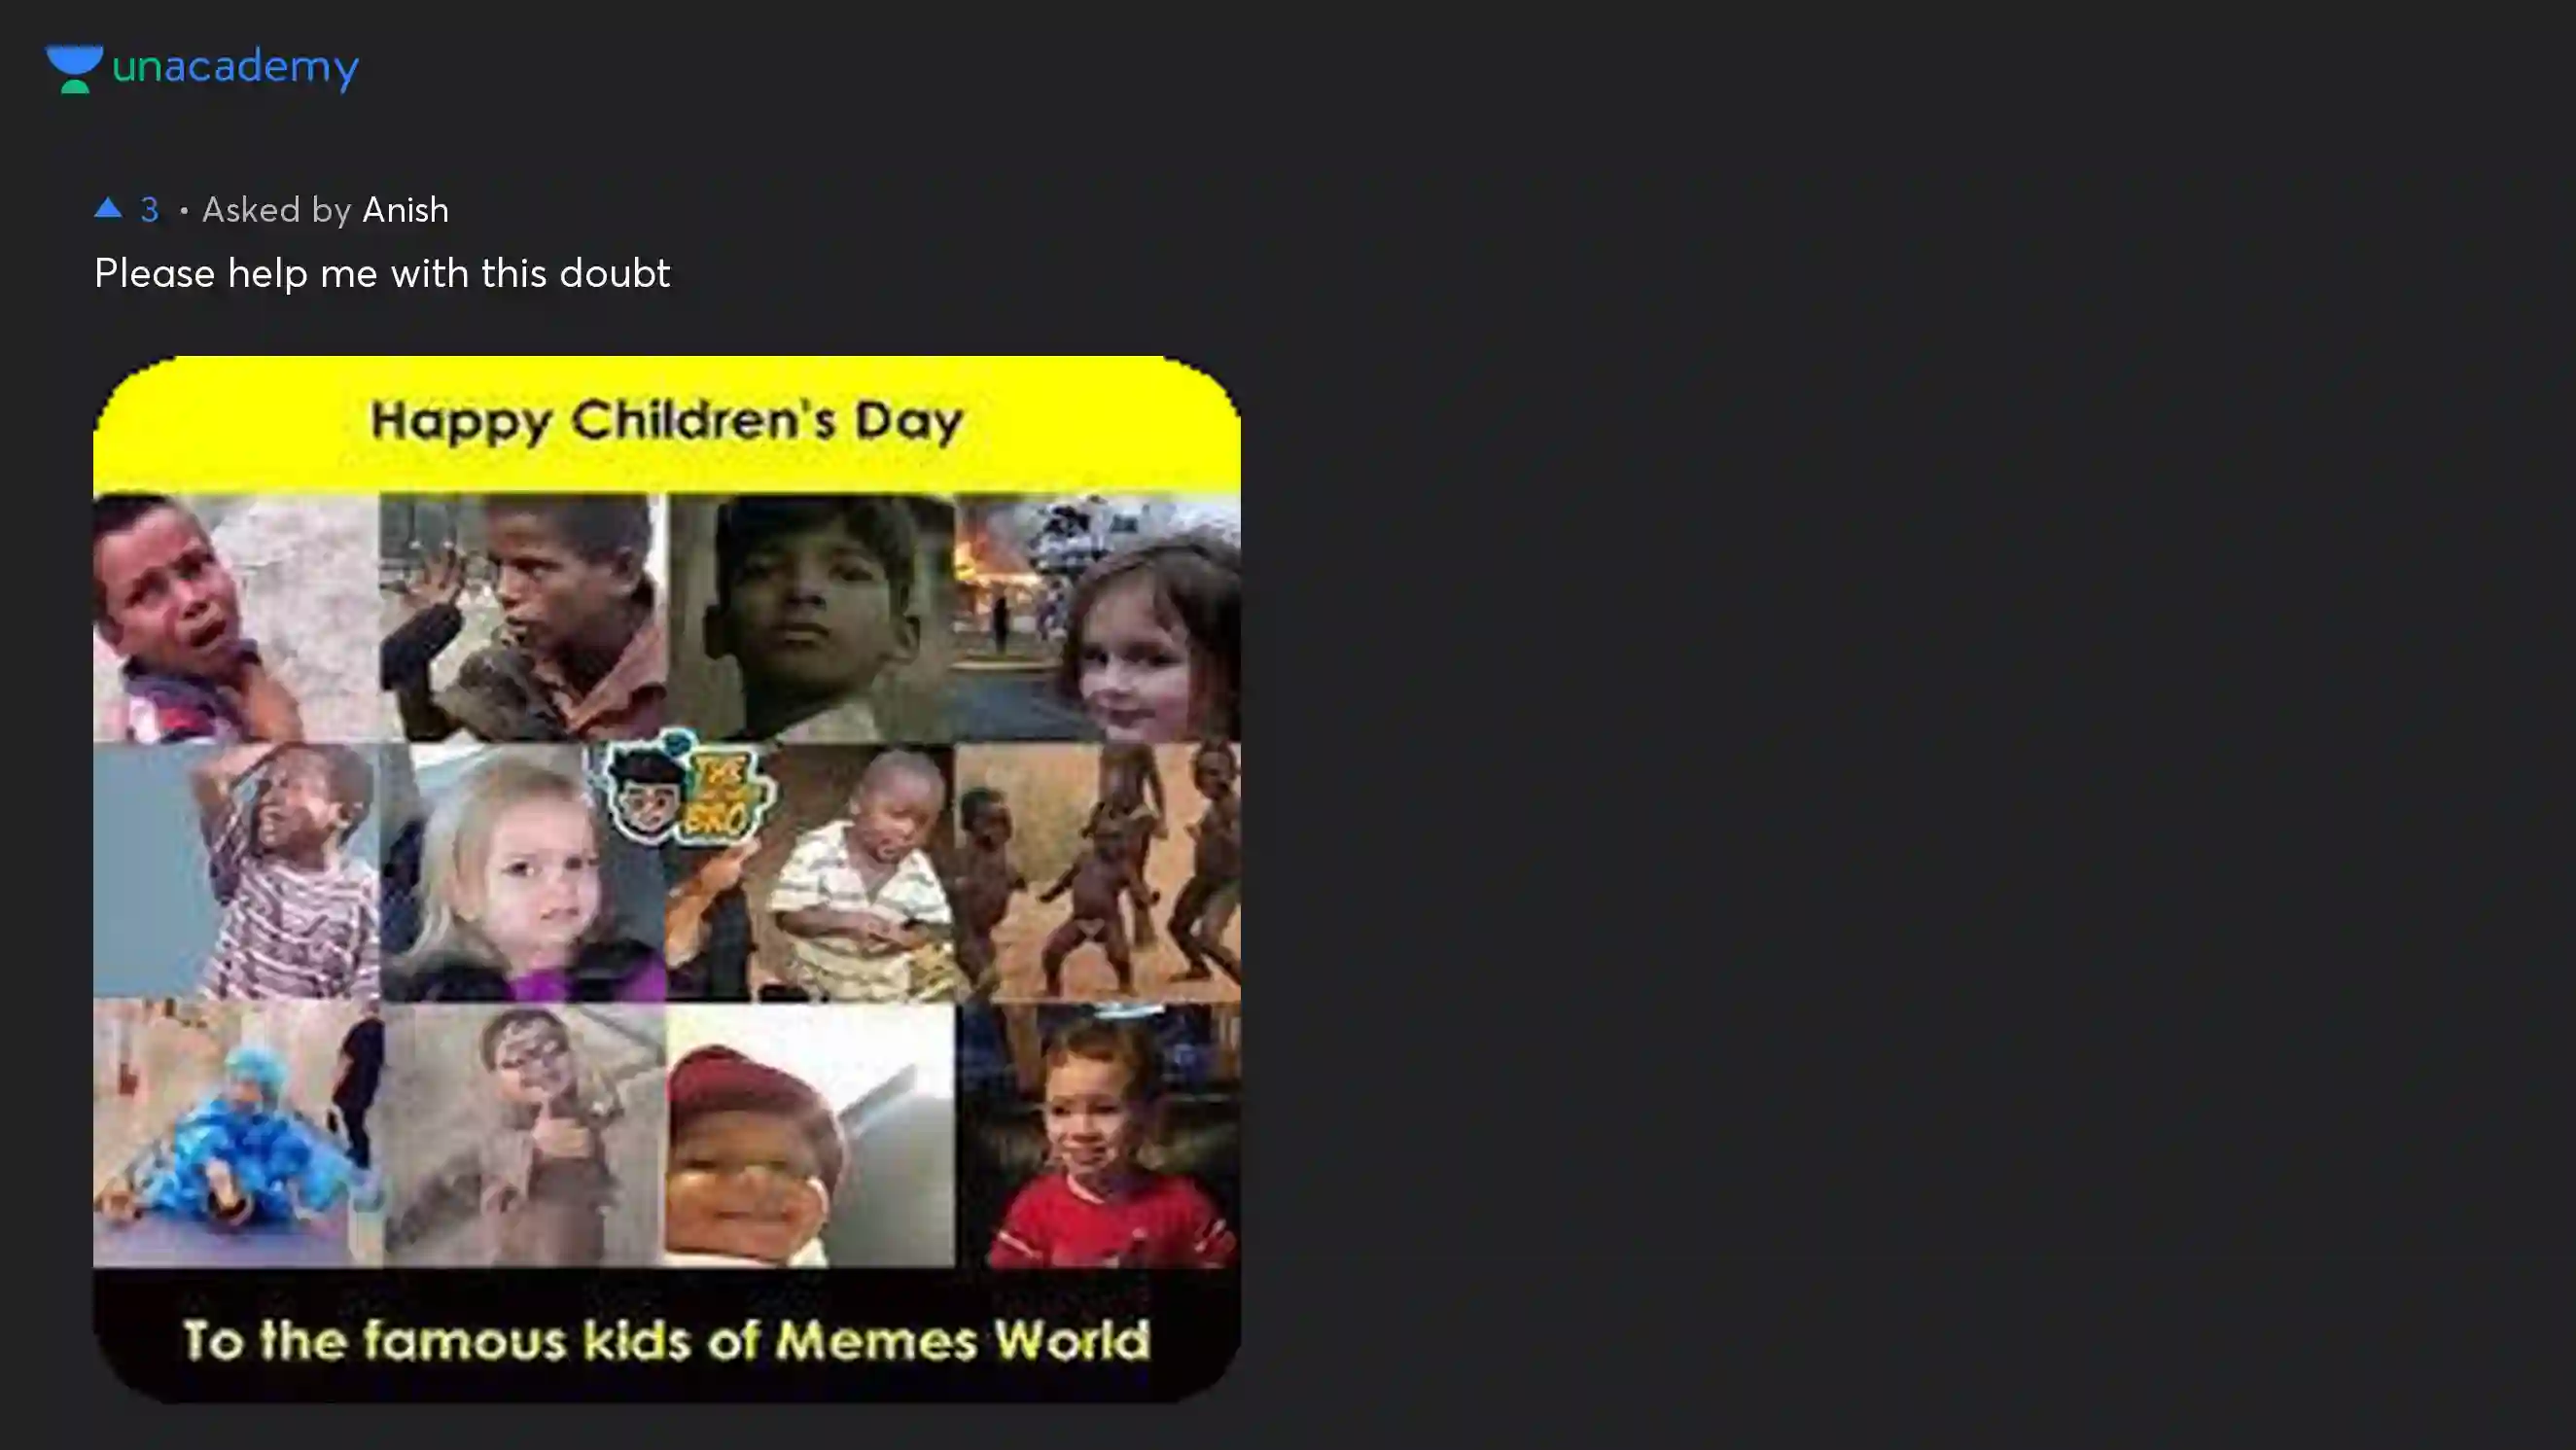 unacademy
▲ 3 • Asked by Anish
Please help me with this doubt
Happy Children's Day
THE
BRO
To the famous kids of Memes World